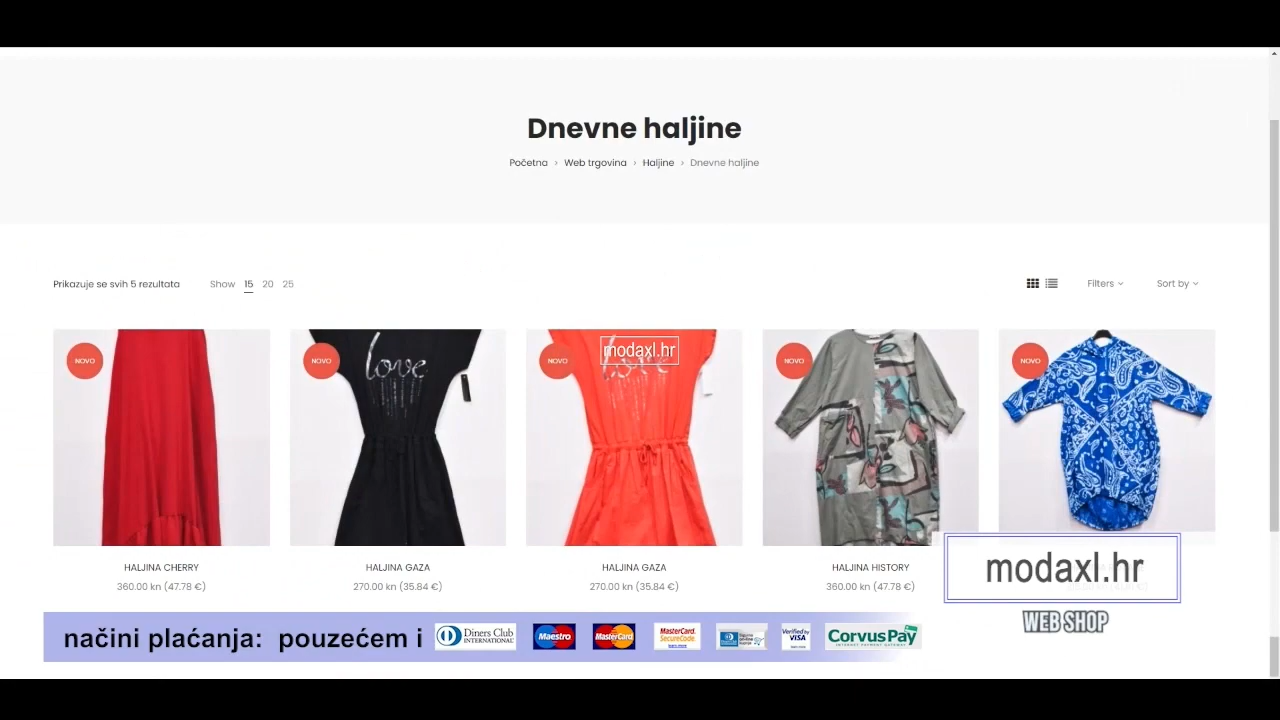 Dnevne haljine
Početna › Web trgovina › Haljine › Dnevne haljine
Prikazuje se svih 5 rezultata Show 15 20 25 Filters Sort by
NOVO NOVO NOVO NOVO NOVO
modaxl.hr
love
HALJINA CHERRY
360.00 kn (47.78 €)
HALJINA GAZA
270.00 kn (35.84 €)
HALJINA GAZA
270.00 kn (35.84 €)
HALJINA HISTORY
360.00 kn (47.78 €)
modaxl.hr
WEB SHOP
načini plaćanja: pouzećem i
Diners Club
INTERNATIONAL
Maestro
MasterCard
MasterCard.
SecureCode
Verified by
VISA
CorvusPay
INTERNET PAYMENT GATEWAY